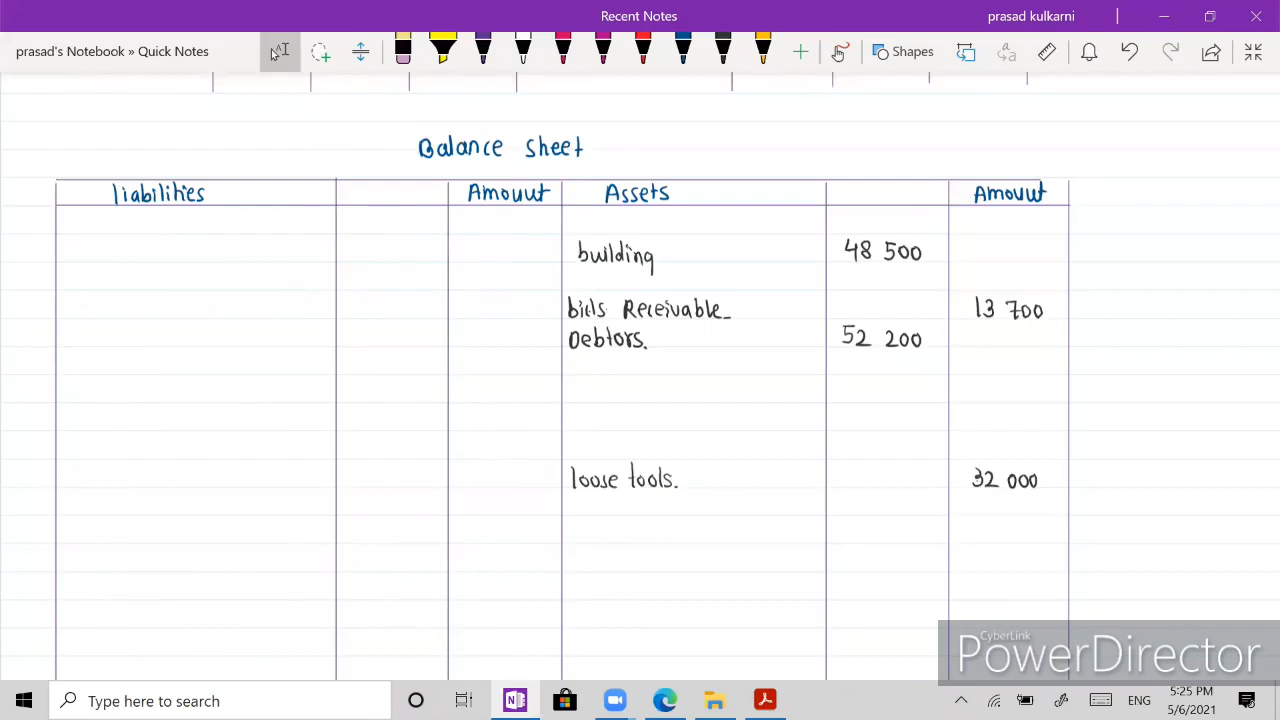 Recent Notes
prasad kulkarni
prasad's Notebook » Quick Notes
Shapes
Balance Sheet
liabilities Amount Assets Amount
building 48 500
bills Receivable 13 700
Debtors. 52 200
loose tools. 32 000
CyberLink
PowerDirector
Type here to search
ENG
5:25 PM
5/6/2021